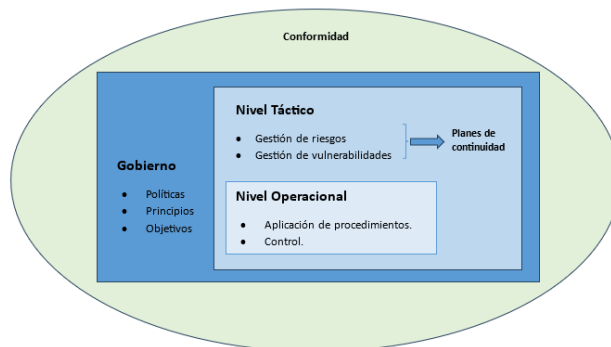 Conformidad
Nivel Táctico
• Gestión de riesgos
• Gestión de vulnerabilidades
Planes de
continuidad
Gobierno
• Políticas
• Principios
• Objetivos
Nivel Operacional
• Aplicación de procedimientos.
• Control.